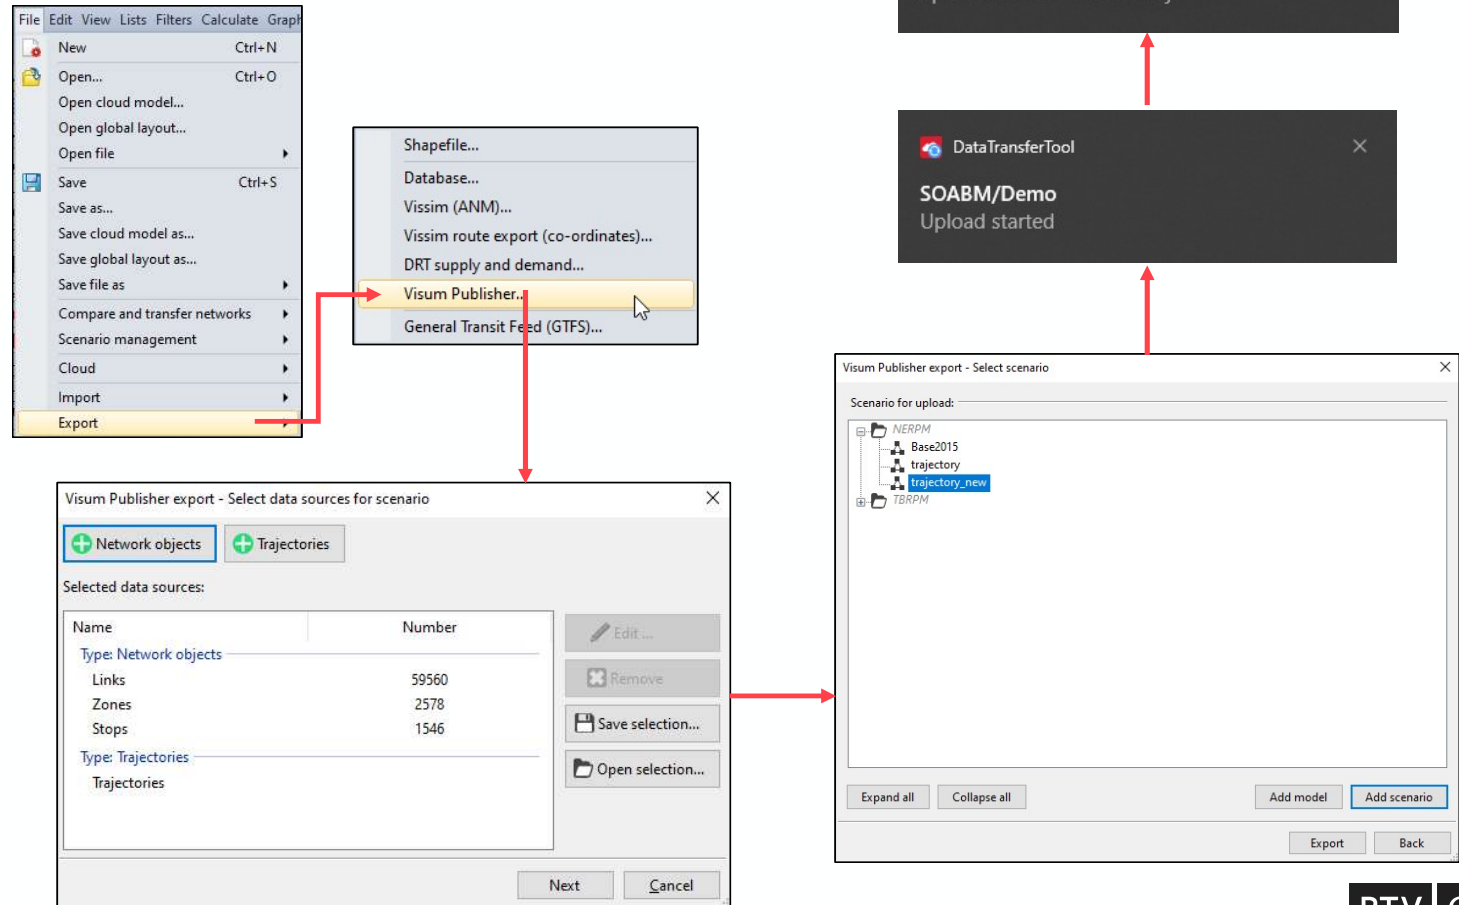 File Edit View Lists Filters Calculate Graph
New Ctrl+N
Open... Ctrl+O
Open cloud model...
Open global layout...
Open file
Save Ctrl+S
Save as...
Save cloud model as...
Save global layout as...
Save file as
Compare and transfer networks
Scenario management
Cloud
Import
Export
Shapefile...
Database...
Vissim (ANM)...
Vissim route export (co-ordinates)...
DRT supply and demand...
Visum Publisher...
General Transit Feed (GTFS)...
Visum Publisher export - Select data sources for scenario
Network objects Trajectories
Selected data sources:
Name Number
Type: Network objects
Links 59560
Zones 2578
Stops 1546
Type: Trajectories
Trajectories
Edit ...
Remove
Save selection...
Open selection...
Next Cancel
Visum Publisher export - Select scenario
Scenario for upload:
NERPM
Base2015
trajectory
trajectory_new
TBRPM
Expand all Collapse all Add model Add scenario
Export Back
DataTransferTool
SOABM/Demo
Upload started